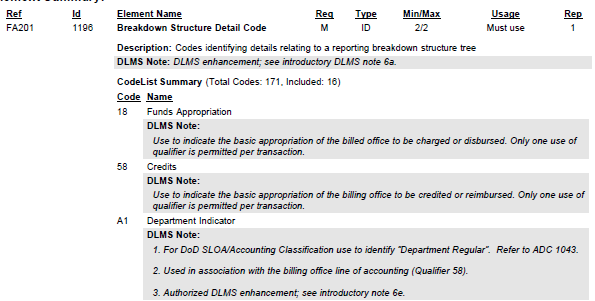 Ref Id Element Name Req Type Min/Max Usage Rep
FA201 1196 Breakdown Structure Detail Code M ID 2/2 Must use 1
Description: Codes identifying details relating to a reporting breakdown structure tree
DLMS Note: DLMS enhancement; see introductory DLMS note 6a.
CodeList Summary (Total Codes: 171, Included: 16)
Code Name
18 Funds Appropriation
DLMS Note:
Use to indicate the basic appropriation of the billed office to be charged or disbursed. Only one use of
qualifier is permitted per transaction.
58 Credits
DLMS Note:
Use to indicate the basic appropriation of the billing office to be credited or reimbursed. Only one use of
qualifier is permitted per transaction.
A1 Department Indicator
DLMS Note:
1. For DoD SLOA/Accounting Classification use to identify "Department Regular". Refer to ADC 1043.
2. Used in association with the billing office line of accounting (Qualifier 58).
3. Authorized DLMS enhancement; see introductory note 6e.